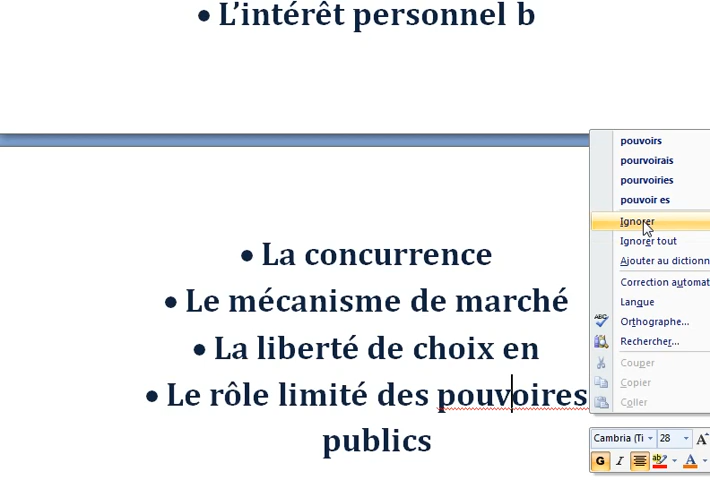 • L’intérêt personnel b
pouvoirs
pourvoirais
pourvoiries
pouvoir es
Ignorer
Ignorer tout
Ajouter au dictionn
Correction automat
Langue
Orthographe...
Rechercher...
Couper
Copier
Coller
• La concurrence
• Le mécanisme de marché
• La liberté de choix en
• Le rôle limité des pouvoires
publics
Cambria (Ti 28 A
G I ab A